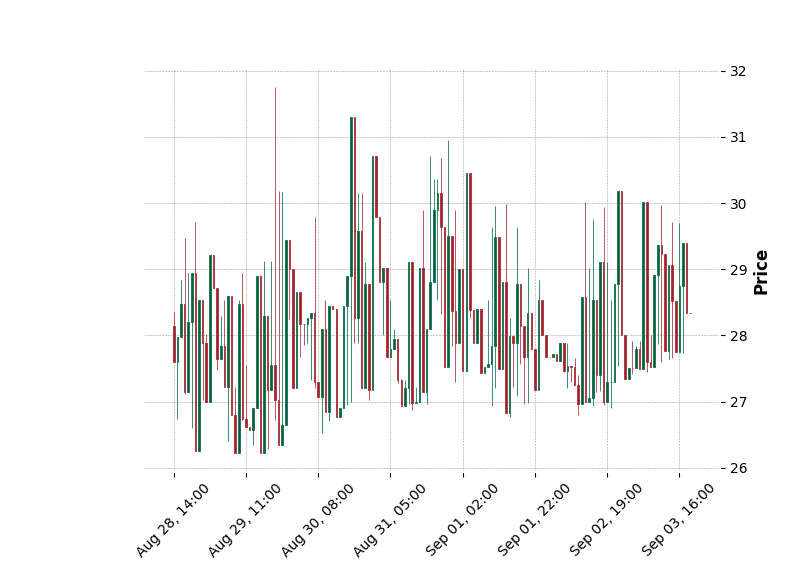 32
31
30
29
28
27
26
Price
Aug 28, 14:00
Aug 29, 11:00
Aug 30, 08:00
Aug 31, 05:00
Sep 01, 02:00
Sep 01, 22:00
Sep 02, 19:00
Sep 03, 16:00